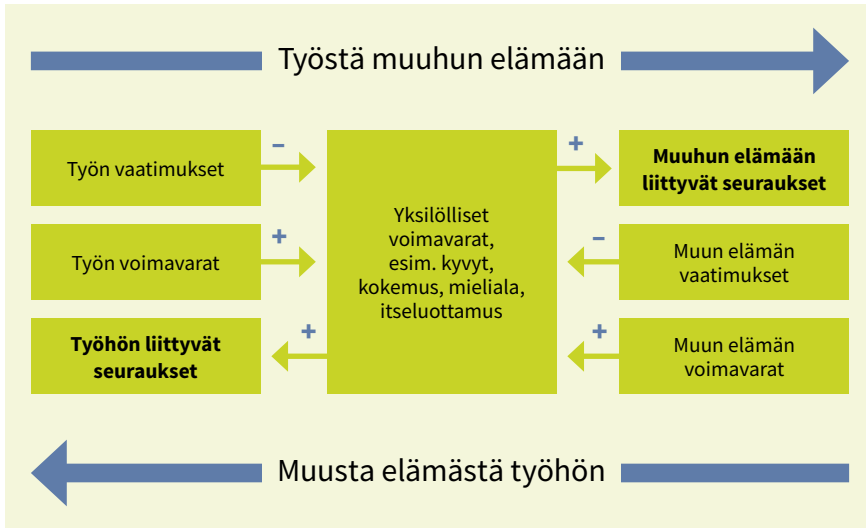 Työstä muuhun elämään
–
Työn vaatimukset
+
Työn voimavarat
Työhön liittyvät
seuraukset
+
Yksilölliset
voimavarat,
esim. kyvyt,
kokemus, mieliala,
itseluottamus
+
Muuhun elämään
liittyvät seuraukset
–
Muun elämän
vaatimukset
+
Muun elämän
voimavarat
Muusta elämästä työhön